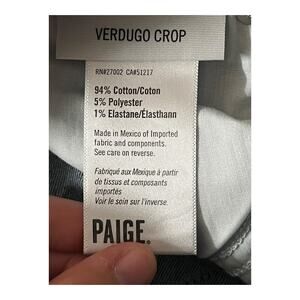 VERDUGO CROP
RN#27002 CA#51217
94% Cotton/Coton
5% Polyester
1% Elastane/Élasthann
Made in Mexico of Imported
fabric and components.
See care on reverse.
Fabriqué aux Mexique à partir
de tissus et composants
importés
Voir le soin sur l'inverse.
PAIGE.